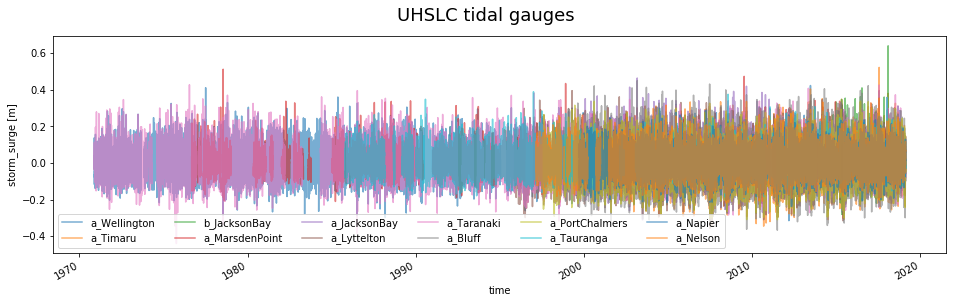 UHSLC tidal gauges
storm_surge [m]
0.6
0.4
0.2
0.0
−0.2
−0.4
a_Wellington b_JacksonBay a_JacksonBay a_Taranaki a_PortChalmers a_Napier
a_Timaru a_MarsdenPoint a_Lyttelton a_Bluff a_Tauranga a_Nelson
1970 1980 1990 2000 2010 2020
time